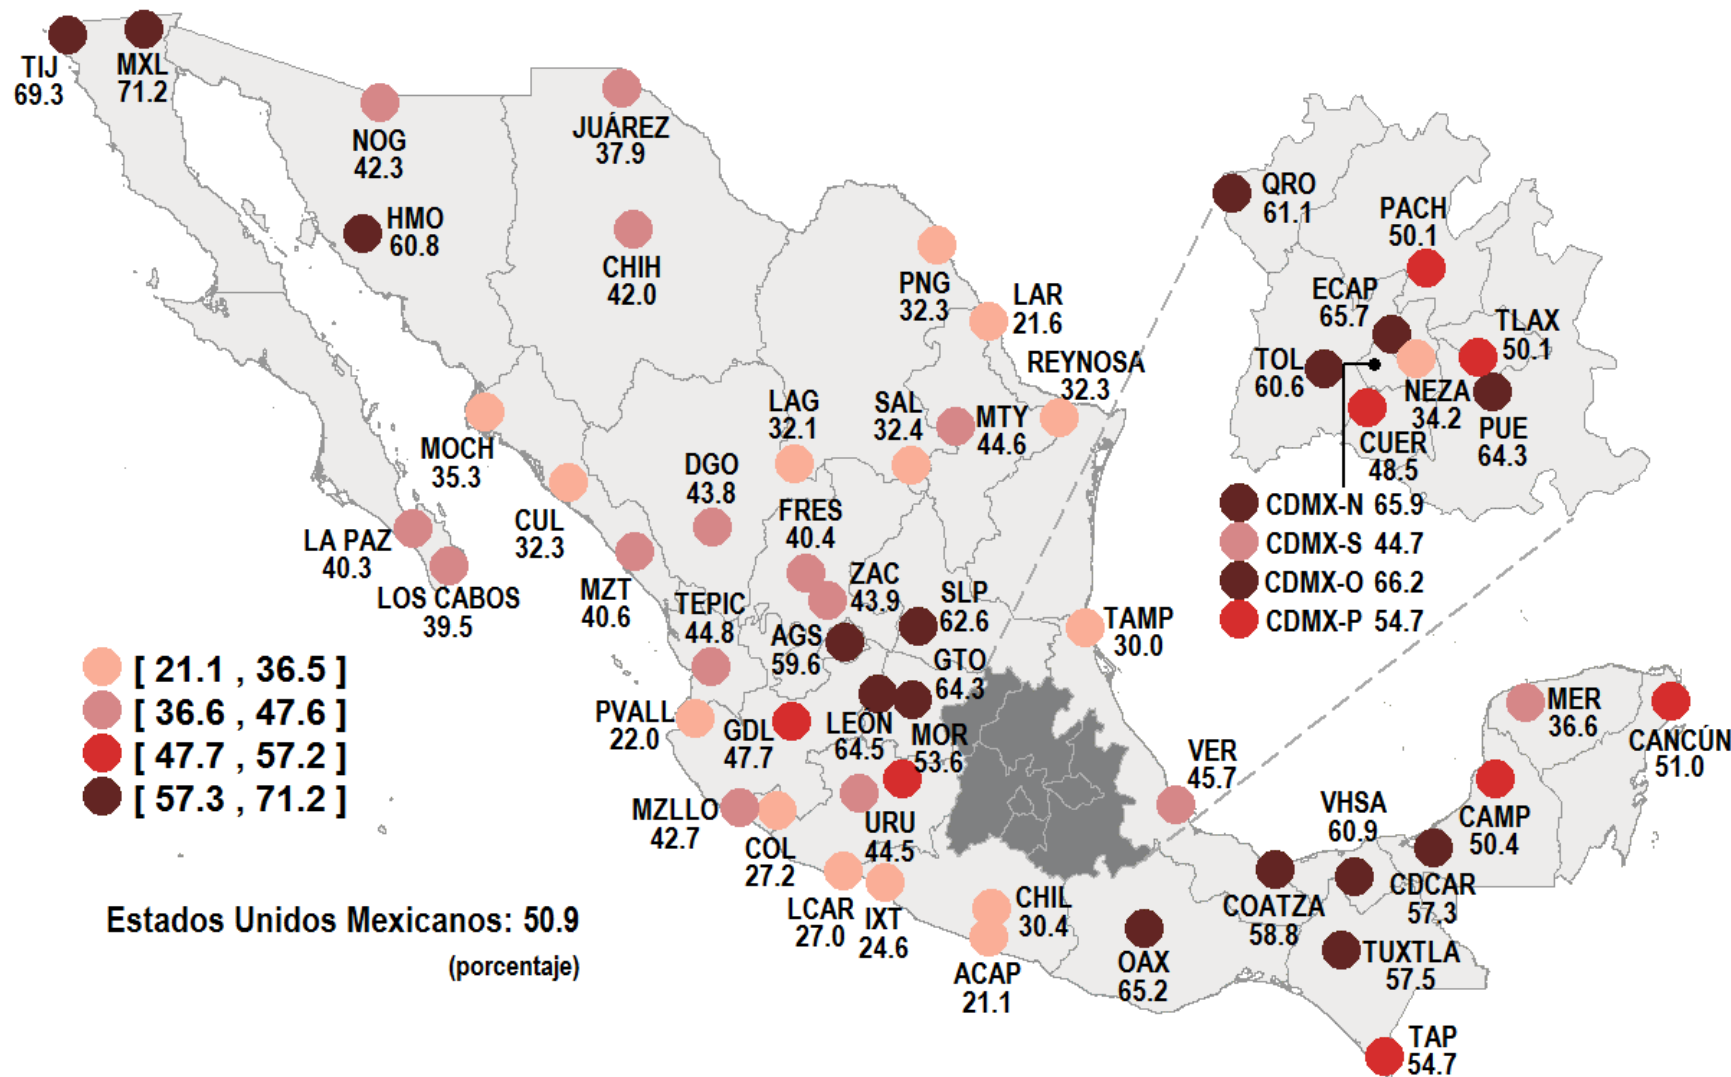 TIJ
69.3
MXL
71.2
NOG
42.3
JUÁREZ
37.9
HMO
60.8
CHIH
42.0
PNG
32.3
LAR
21.6
REYNOSA
32.3
MOCH
35.3
LAG
32.1
SAL
32.4
MTY
44.6
DGO
43.8
CUL
32.3
FRES
40.4
LA PAZ
40.3
LOS CABOS
39.5
MZT
40.6
TEPIC
44.8
ZAC
43.9
AGS
59.6
SLP
62.6
TAMP
30.0
GTO
64.3
PVALL
22.0
GDL
47.7
LEÓN
64.5
MOR
53.6
MZLLO
42.7
COL
27.2
URU
44.5
LCAR
27.0
IXT
24.6
CHIL
30.4
ACAP
21.1
VER
45.7
OAX
65.2
COATZA
58.8
VHSA
60.9
CDCAR
57.3
TUXTLA
57.5
TAP
54.7
CAMP
50.4
MER
36.6
CANCÚN
51.0
QRO
61.1
PACH
50.1
ECAP
65.7
TLAX
50.1
TOL
60.6
NEZA
34.2
CUER
48.5
PUE
64.3
CDMX-N 65.9
CDMX-S 44.7
CDMX-O 66.2
CDMX-P 54.7
[ 21.1 , 36.5 ]
[ 36.6 , 47.6 ]
[ 47.7 , 57.2 ]
[ 57.3 , 71.2 ]
Estados Unidos Mexicanos: 50.9
(porcentaje)